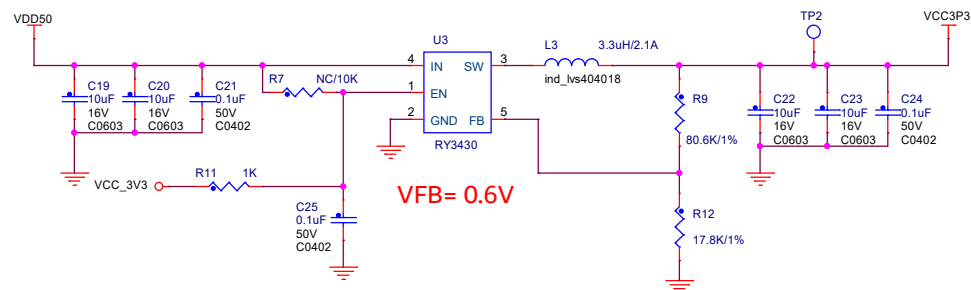 VDD50
TP2
VCC3P3
U3
L3 3.3uH/2.1A
4 IN SW 3
ind_lvs404018
R7 NC/10K
1 EN
2 GND FB 5
RY3430
C19
10uF
16V
C0603
C20
10uF
16V
C0603
C21
0.1uF
50V
C0402
R9
80.6K/1%
C22
10uF
16V
C0603
C23
10uF
16V
C0603
C24
0.1uF
50V
C0402
R11 1K
VCC_3V3
VFB= 0.6V
C25
0.1uF
50V
C0402
R12
17.8K/1%